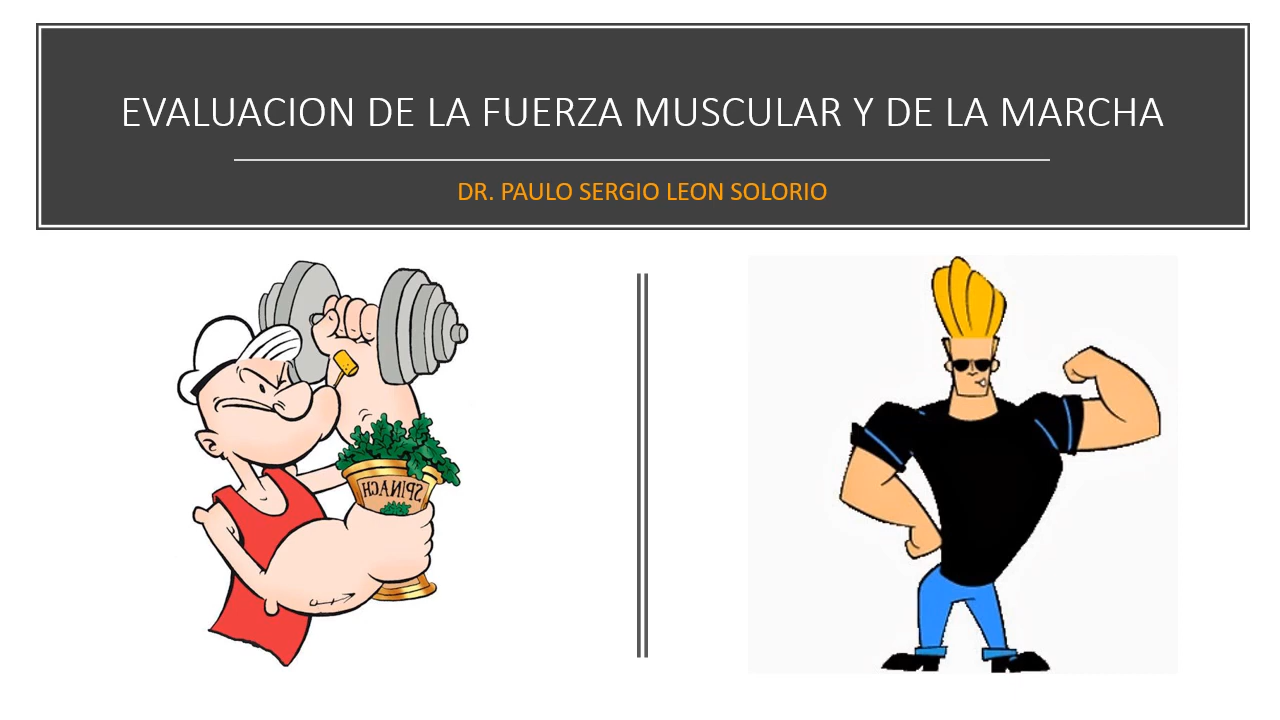 EVALUACION DE LA FUERZA MUSCULAR Y DE LA MARCHA
DR. PAULO SERGIO LEON SOLORIO
SPINACH